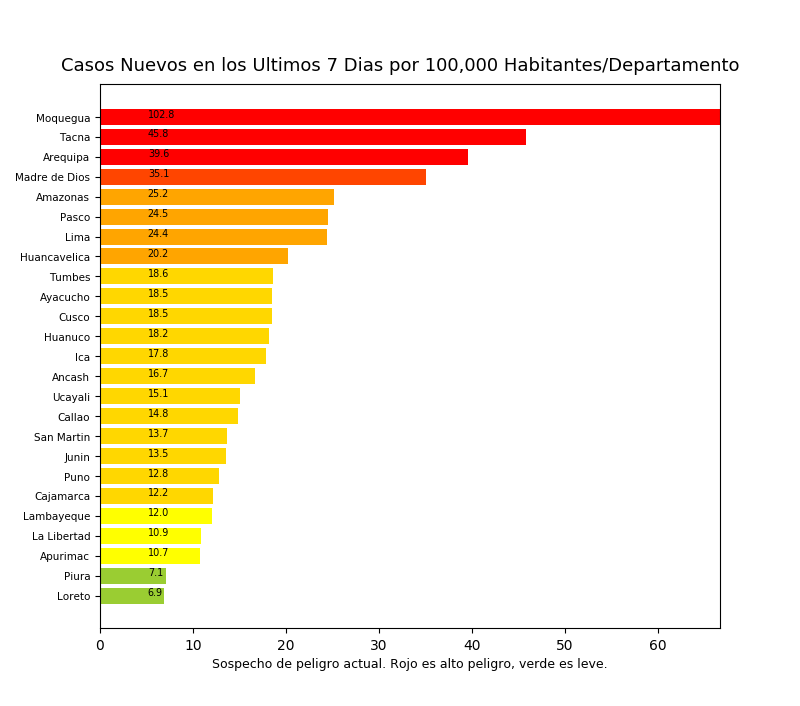 Casos Nuevos en los Ultimos 7 Dias por 100,000 Habitantes/Departamento
Moquegua 102.8
Tacna 45.8
Arequipa 39.6
Madre de Dios 35.1
Amazonas 25.2
Pasco 24.5
Lima 24.4
Huancavelica 20.2
Tumbes 18.6
Ayacucho 18.5
Cusco 18.5
Huanuco 18.2
Ica 17.8
Ancash 16.7
Ucayali 15.1
Callao 14.8
San Martin 13.7
Junin 13.5
Puno 12.8
Cajamarca 12.2
Lambayeque 12.0
La Libertad 10.9
Apurimac 10.7
Piura 7.1
Loreto 6.9
0 10 20 30 40 50 60
Sospecho de peligro actual. Rojo es alto peligro, verde es leve.